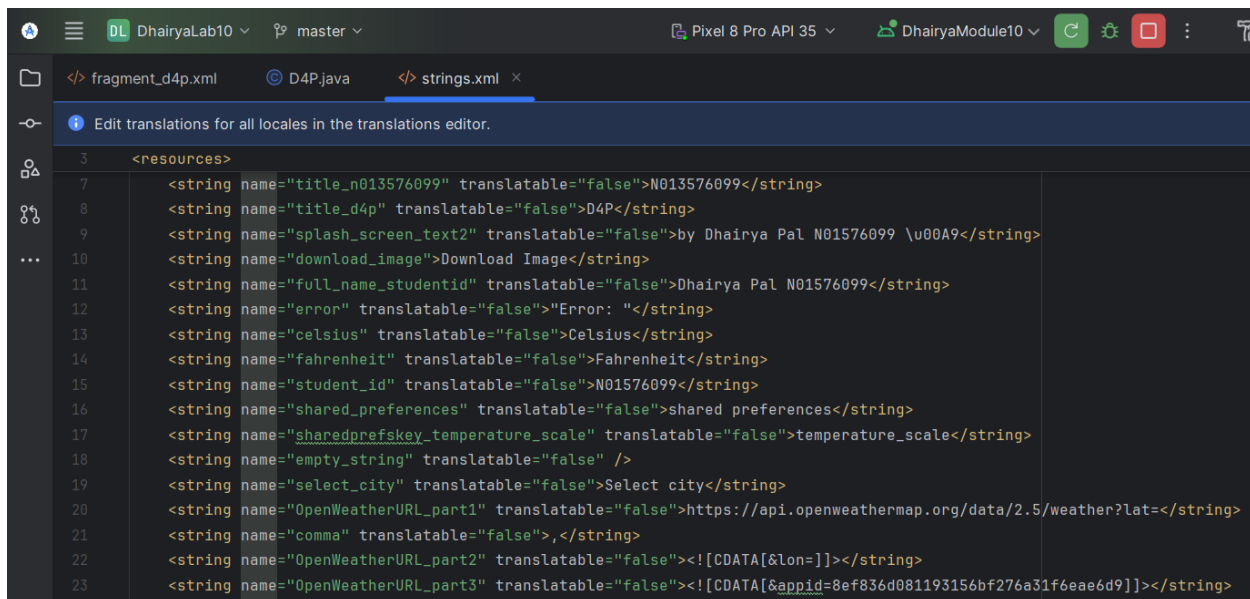 DL DhairyaLab10 master Pixel 8 Pro API 35 DhairyaModule10
</> fragment_d4p.xml © D4P.java </> strings.xml ×
Edit translations for all locales in the translations editor.
3 <resources>
7 <string name="title_n013576099" translatable="false">N013576099</string>
8 <string name="title_d4p" translatable="false">D4P</string>
9 <string name="splash_screen_text2" translatable="false">by Dhairya Pal N01576099 \u00A9</string>
10 <string name="download_image">Download Image</string>
11 <string name="full_name_studentid" translatable="false">Dhairya Pal N01576099</string>
12 <string name="error" translatable="false">"Error: "</string>
13 <string name="celsius" translatable="false">Celsius</string>
14 <string name="fahrenheit" translatable="false">Fahrenheit</string>
15 <string name="student_id" translatable="false">N01576099</string>
16 <string name="shared_preferences" translatable="false">shared preferences</string>
17 <string name="sharedprefskey_temperature_scale" translatable="false">temperature_scale</string>
18 <string name="empty_string" translatable="false" />
19 <string name="select_city" translatable="false">Select city</string>
20 <string name="OpenWeatherURL_part1" translatable="false">https://api.openweathermap.org/data/2.5/weather?lat=</string>
21 <string name="comma" translatable="false">,</string>
22 <string name="OpenWeatherURL_part2" translatable="false"><![CDATA[&lon=]]></string>
23 <string name="OpenWeatherURL_part3" translatable="false"><![CDATA[&appid=8ef836d081193156bf276a31f6eae6d9]]></string>